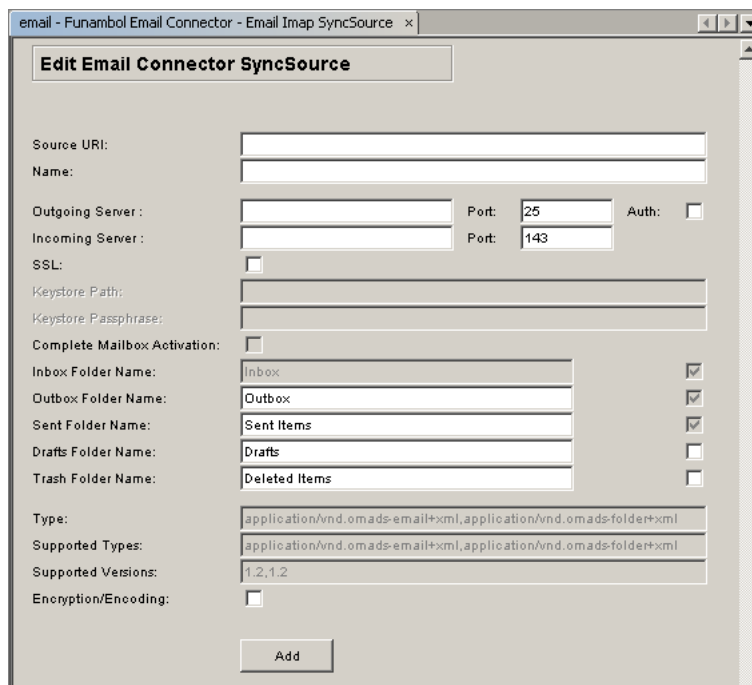 email - Funambol Email Connector - Email Imap SyncSource
Edit Email Connector SyncSource
Source URI:
Name:
Outgoing Server : Port: 25 Auth:
Incoming Server : Port: 143
SSL:
Keystore Path:
Keystore Passphrase:
Complete Mailbox Activation:
Inbox Folder Name: Inbox
Outbox Folder Name: Outbox
Sent Folder Name: Sent Items
Drafts Folder Name: Drafts
Trash Folder Name: Deleted Items
Type: application/vnd.omads-email+xml,application/vnd.omads-folder+xml
Supported Types: application/vnd.omads-email+xml,application/vnd.omads-folder+xml
Supported Versions: 1.2,1.2
Encryption/Encoding:
Add